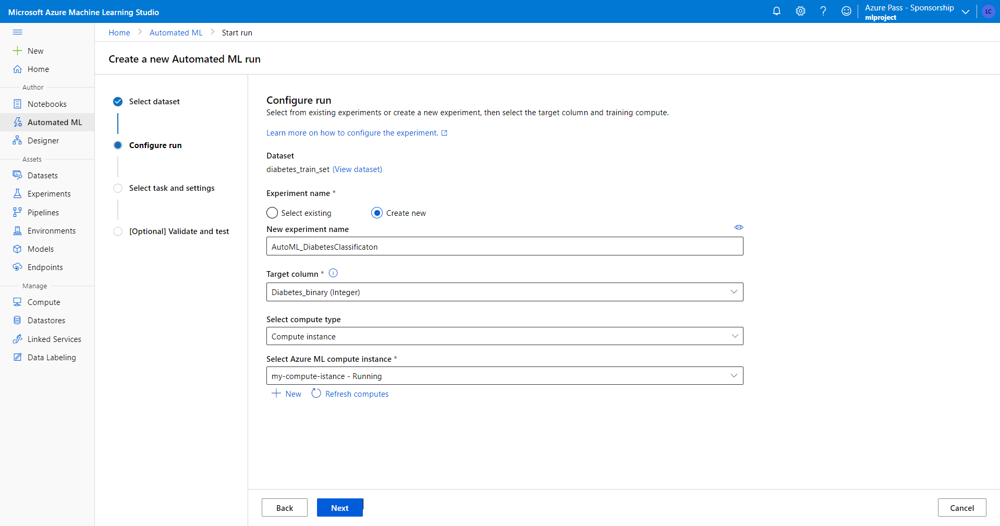 Microsoft Azure Machine Learning Studio
Azure Pass - Sponsorship
mlproject
LC
New
Home
Author
Notebooks
Automated ML
Designer
Assets
Datasets
Experiments
Pipelines
Environments
Models
Endpoints
Manage
Compute
Datastores
Linked Services
Data Labeling
Home > Automated ML > Start run
Create a new Automated ML run
Select dataset
Configure run
Select task and settings
[Optional] Validate and test
Configure run
Select from existing experiments or create a new experiment, then select the target column and training compute.
Learn more on how to configure the experiment.
Dataset
diabetes_train_set (View dataset)
Experiment name *
Select existing Create new
New experiment name
AutoML_DiabetesClassificaton
Target column *
Diabetes_binary (Integer)
Select compute type
Compute instance
Select Azure ML compute instance *
my-compute-istance - Running
New Refresh computes
Back Next Cancel